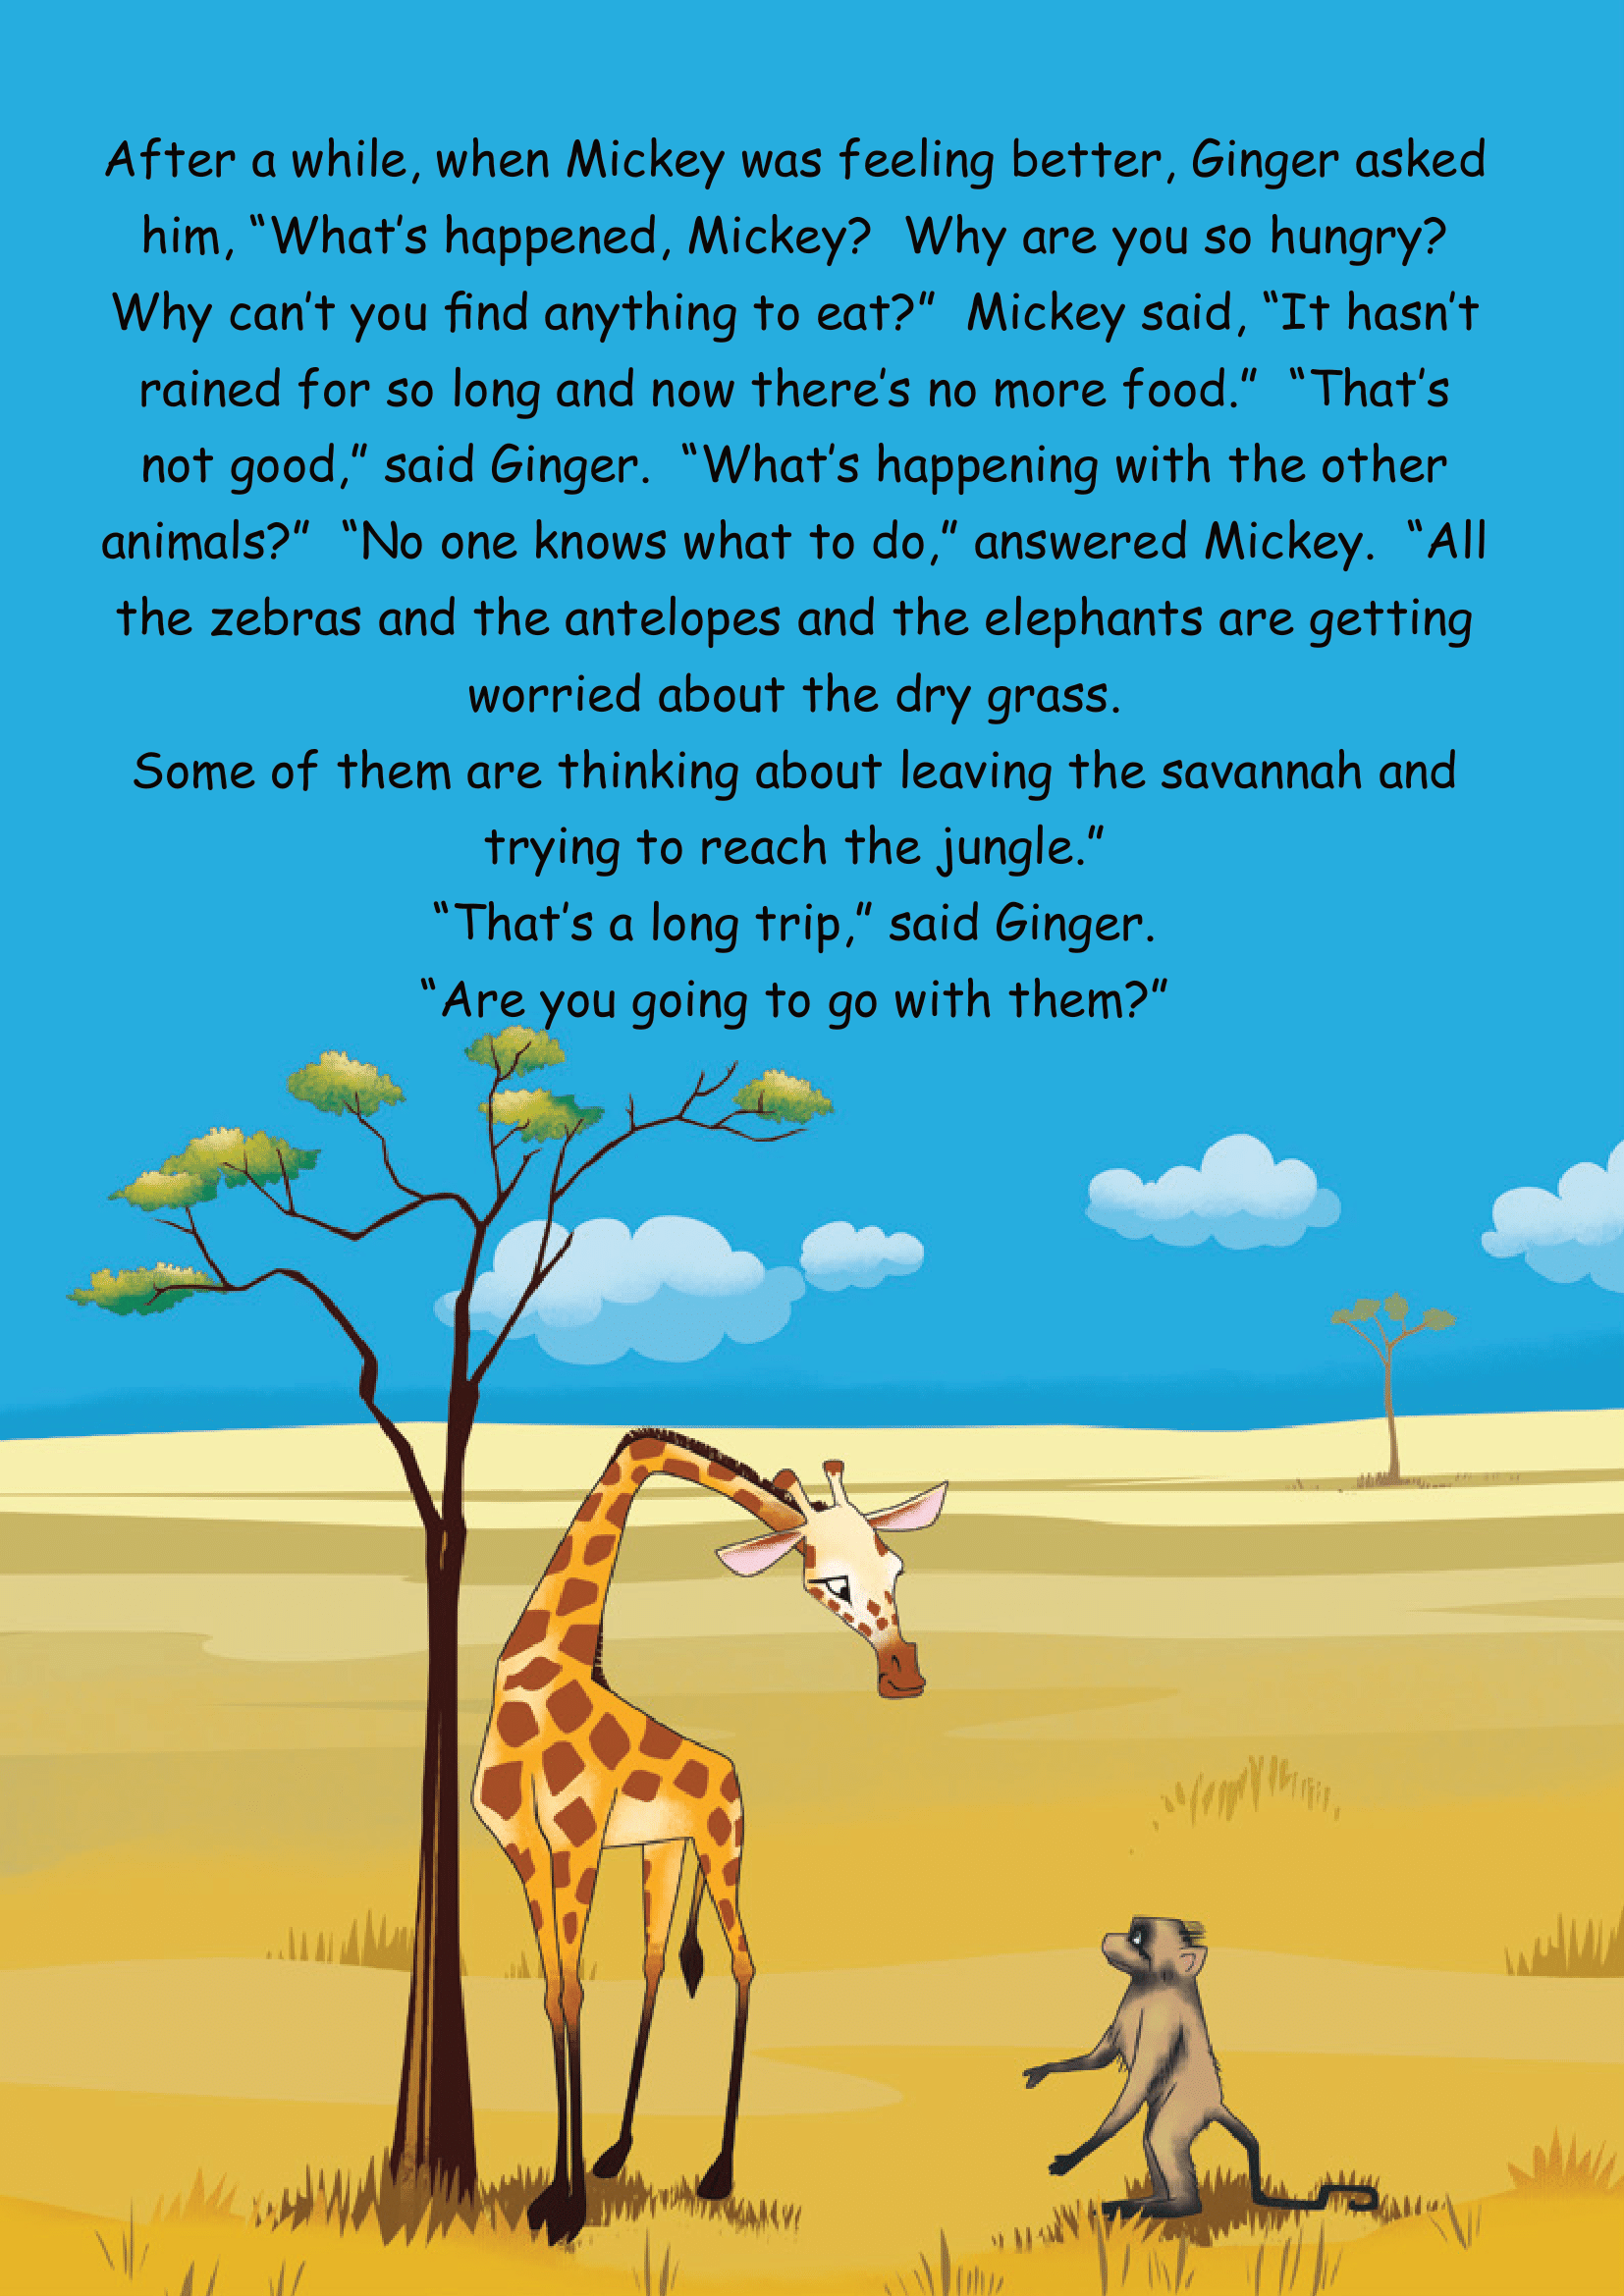 After a while, when Mickey was feeling better, Ginger asked
him, “What’s happened, Mickey?  Why are you so hungry?
Why can’t you find anything to eat?”  Mickey said, “It hasn’t
rained for so long and now there’s no more food.”  “That’s
not good,” said Ginger.  “What’s happening with the other
animals?”  “No one knows what to do,” answered Mickey.  “All
the zebras and the antelopes and the elephants are getting
worried about the dry grass.
Some of them are thinking about leaving the savannah and
trying to reach the jungle.”
“That’s a long trip,” said Ginger.
“Are you going to go with them?”